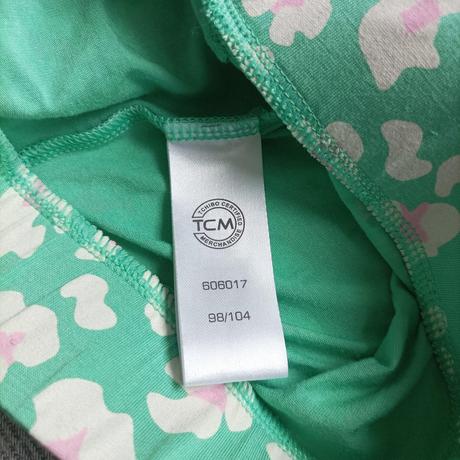 TCHIBO CERTIFIED
TCM
MERCHANDISE
606017
98/104